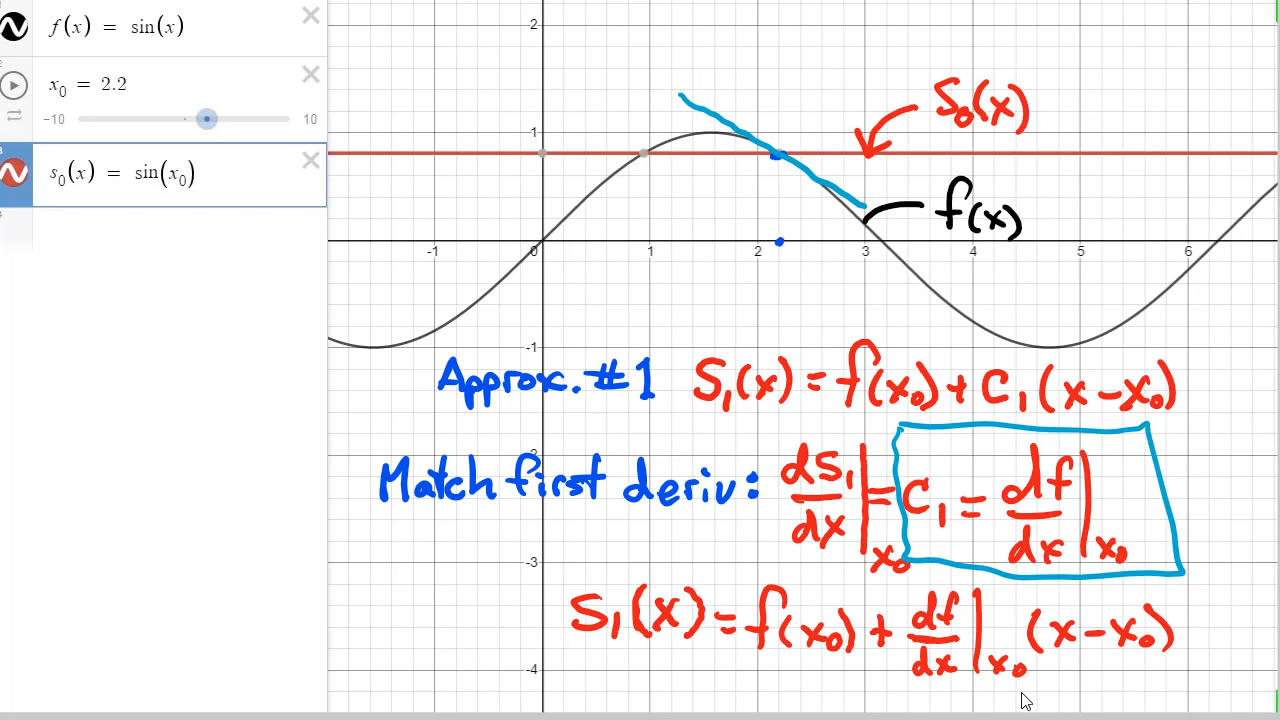 f(x) = sin(x)
x₀ = 2.2
-10 10
s₀(x) = sin(x₀)
2
1
-1 0 1 2 3 4 5 6
-1
-2
-3
-4
S₀(x)
f(x)
Approx. #1 S₁(x) = f(x₀) + C₁(x-x₀)
Match first deriv: dS₁/dx|x₀ = C₁ = df/dx|x₀
S₁(x) = f(x₀) + df/dx|x₀ (x-x₀)